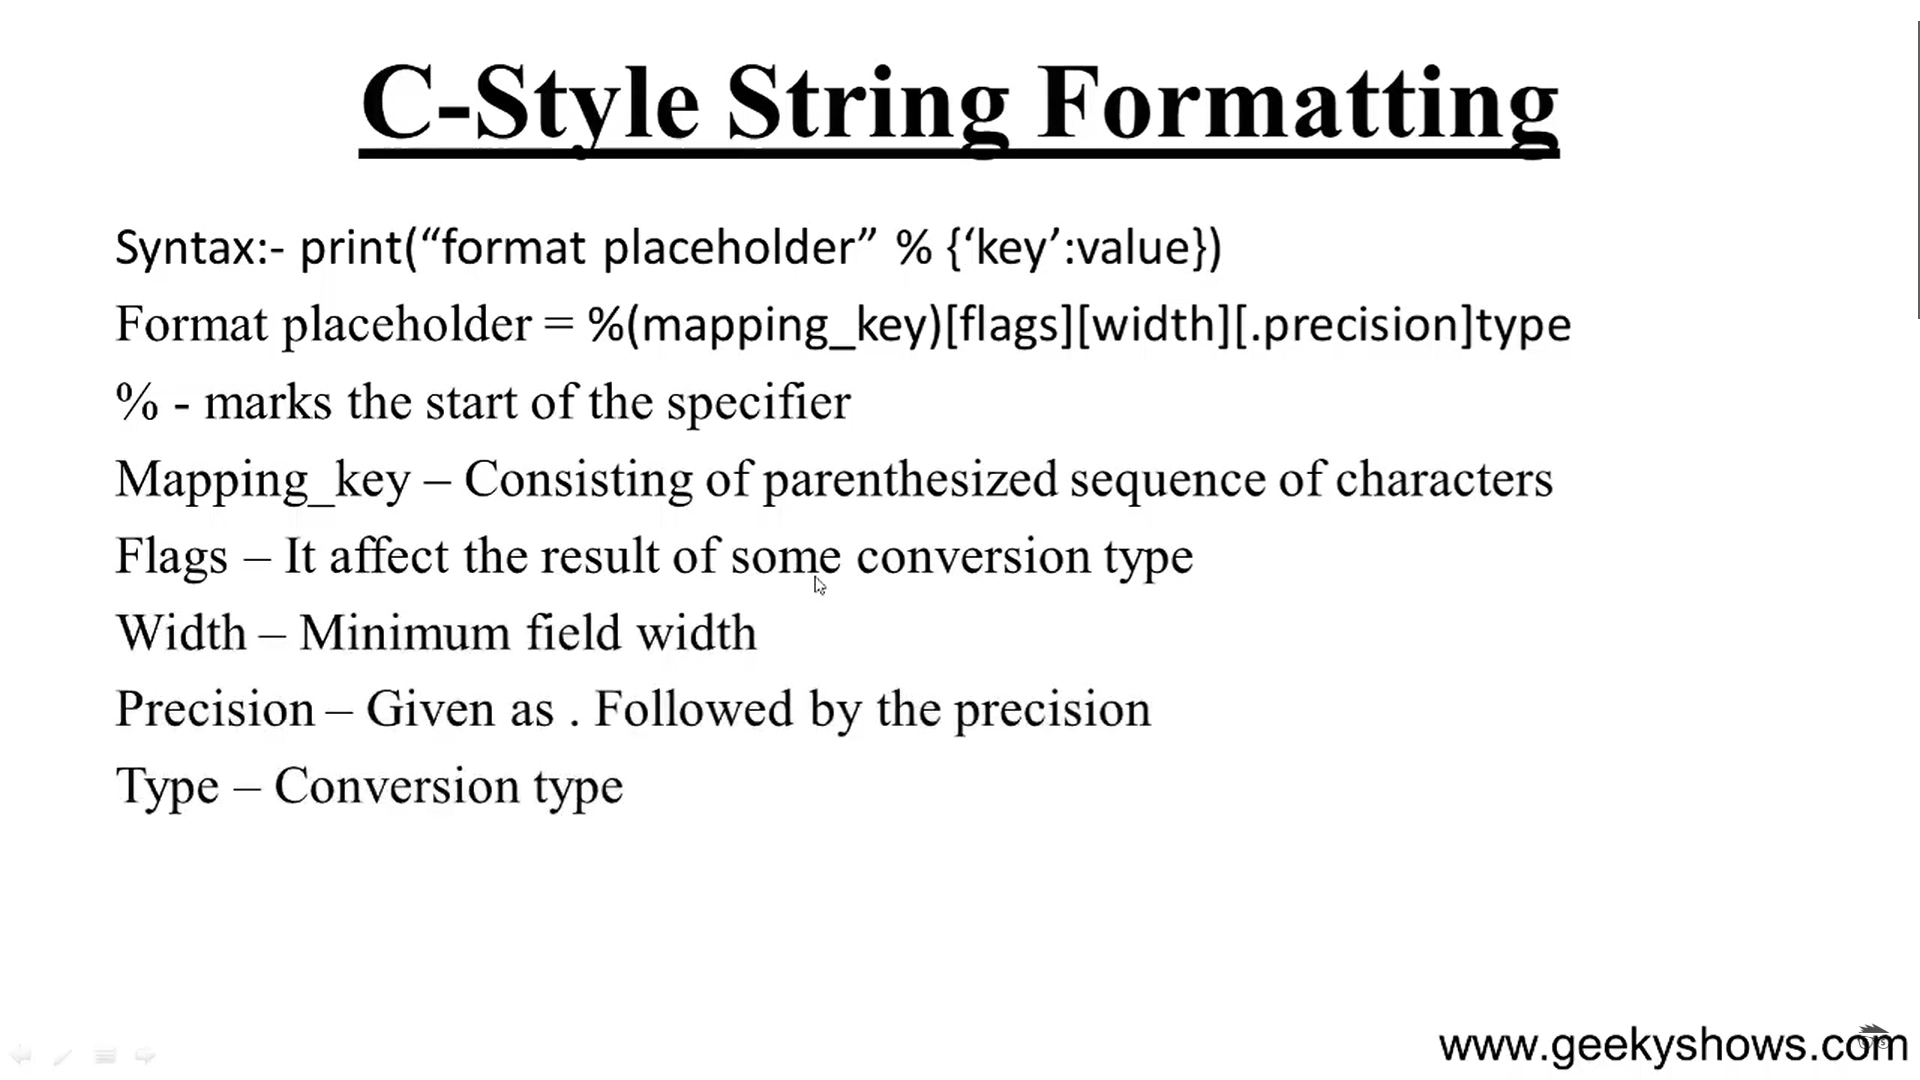 C-Style String Formatting
Syntax:- print(“format placeholder” % {‘key’:value})
Format placeholder = %(mapping_key)[flags][width][.precision]type
% - marks the start of the specifier
Mapping_key – Consisting of parenthesized sequence of characters
Flags – It affect the result of some conversion type
Width – Minimum field width
Precision – Given as . Followed by the precision
Type – Conversion type
www.geekyshows.com